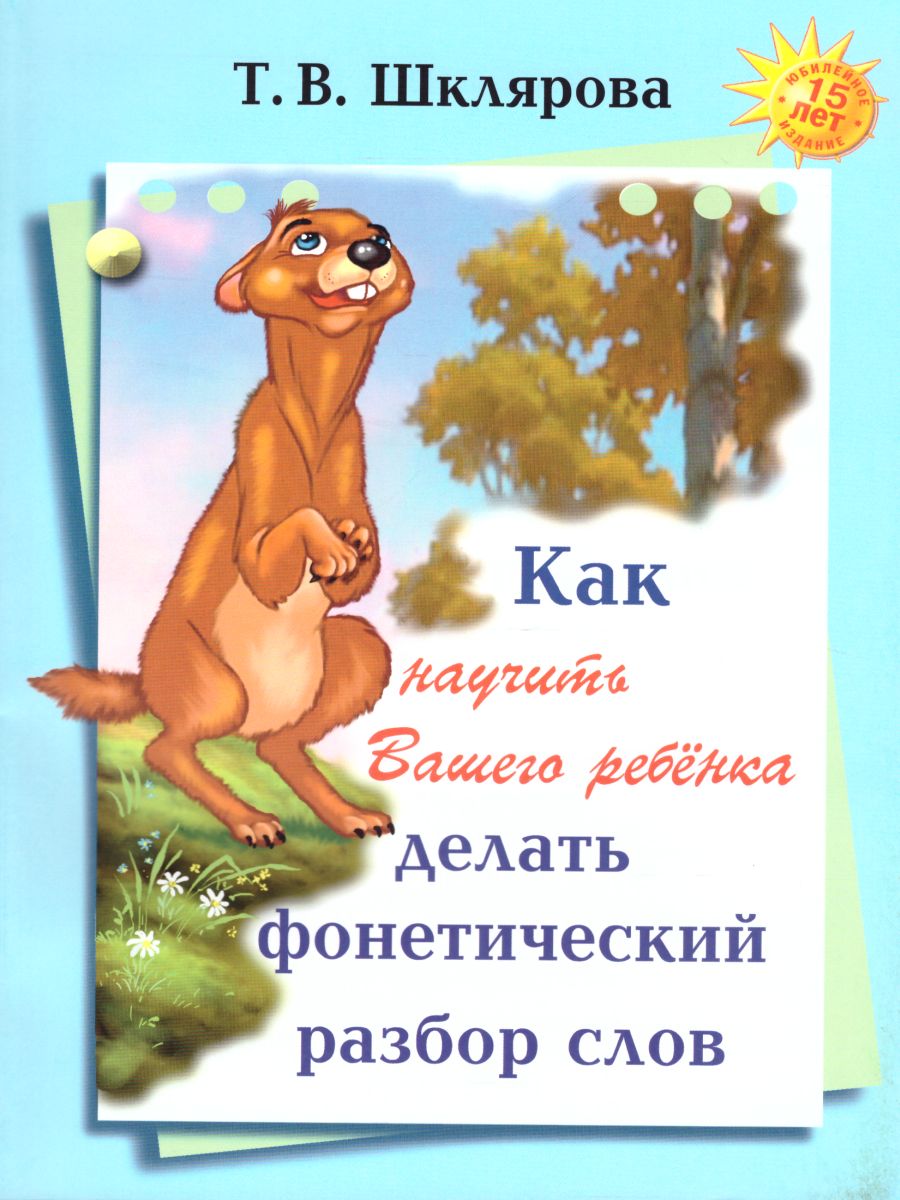 Т. В. Шклярова
ЮБИЛЕЙНОЕ
15
лет
ИЗДАНИЕ
Как
научить
Вашего ребёнка
делать
фонетический
разбор слов